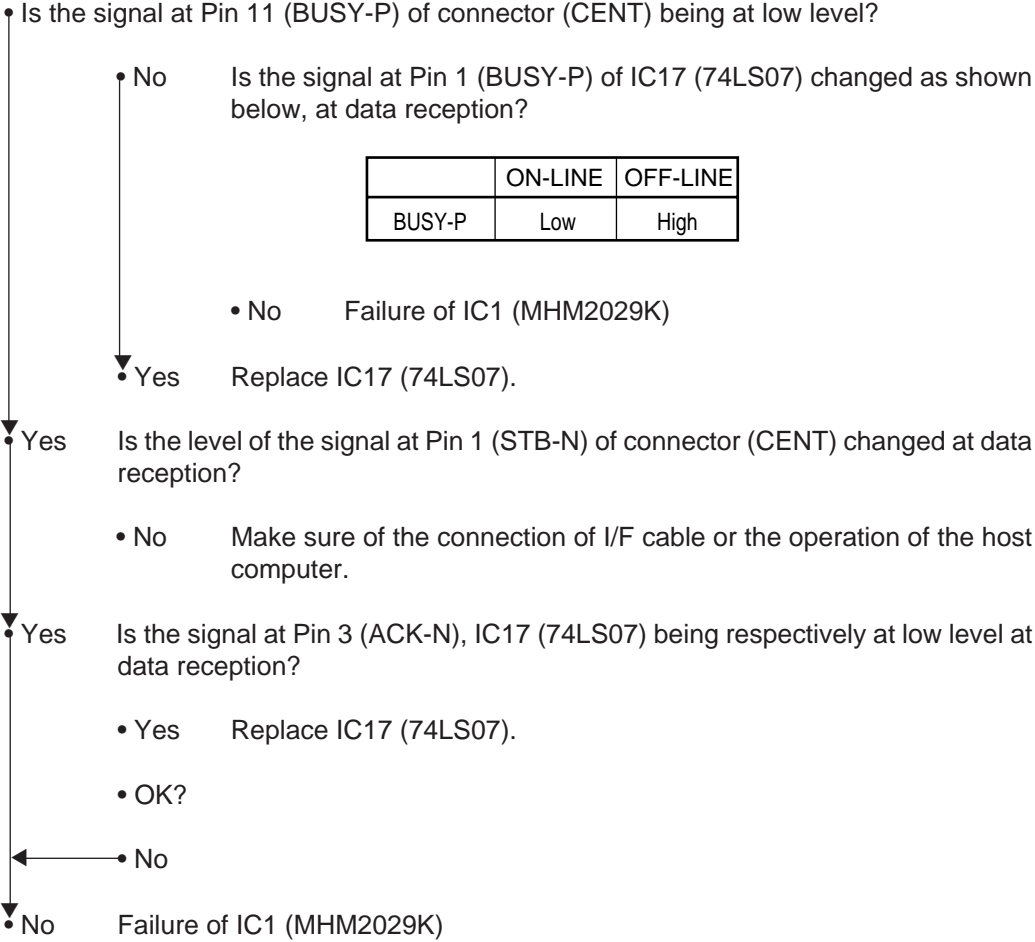 • Is the signal at Pin 11 (BUSY-P) of connector (CENT) being at low level?
• No Is the signal at Pin 1 (BUSY-P) of IC17 (74LS07) changed as shown
below, at data reception?
ON-LINE OFF-LINE
BUSY-P Low High
• No Failure of IC1 (MHM2029K)
• Yes Replace IC17 (74LS07).
• Yes Is the level of the signal at Pin 1 (STB-N) of connector (CENT) changed at data
reception?
• No Make sure of the connection of I/F cable or the operation of the host
computer.
• Yes Is the signal at Pin 3 (ACK-N), IC17 (74LS07) being respectively at low level at
data reception?
• Yes Replace IC17 (74LS07).
• OK?
• No
• No Failure of IC1 (MHM2029K)